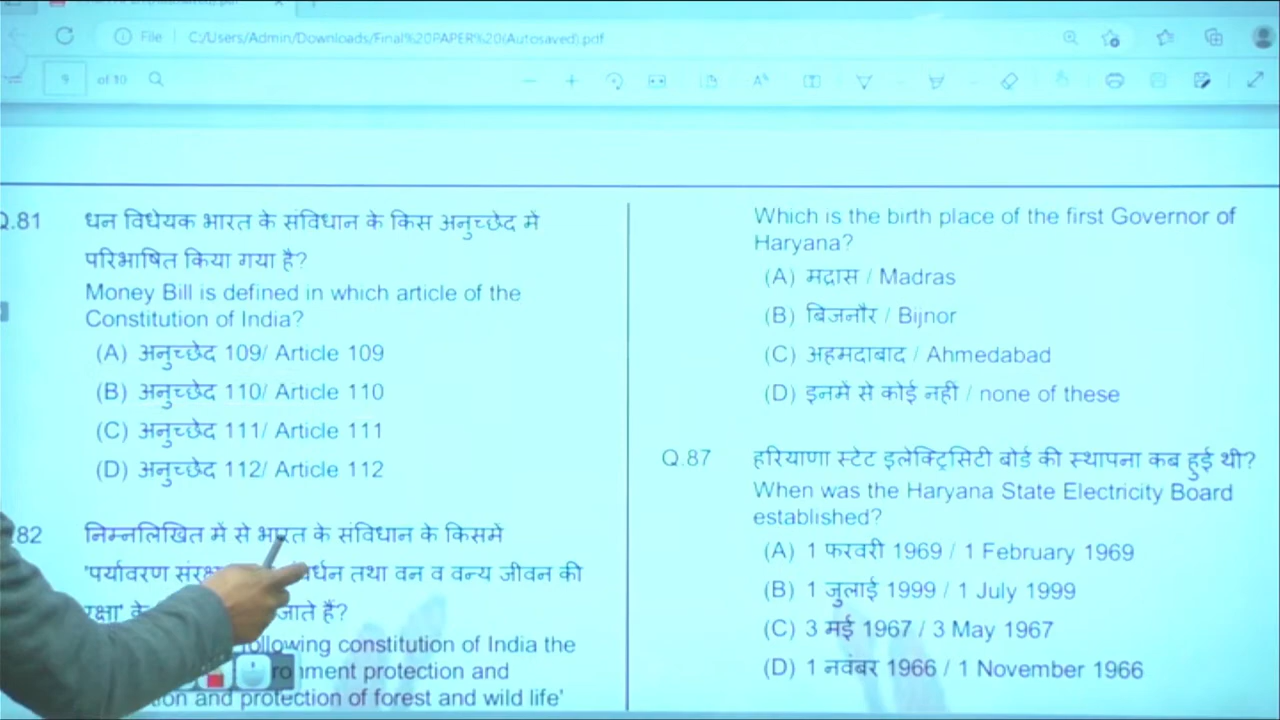 File
C:/Users/Admin/Downloads/Final%20PAPER%20(Autosaved).pdf
9 of 10
Q.81 धन विधेयक भारत के संविधान के किस अनुच्छेद में
परिभाषित किया गया है?
Money Bill is defined in which article of the
Constitution of India?
(A) अनुच्छेद 109/ Article 109
(B) अनुच्छेद 110/ Article 110
(C) अनुच्छेद 111/ Article 111
(D) अनुच्छेद 112/ Article 112
82 निम्नलिखित में से भारत के संविधान के किसमें
'पर्यावरण तथा वन व वन्य जीवन की
रक्षा' के जाते हैं?
following constitution of India the
protection and
and protection of forest and wild life'
Which is the birth place of the first Governor of
Haryana?
(A) मद्रास / Madras
(B) बिजनौर / Bijnor
(C) अहमदाबाद / Ahmedabad
(D) इनमें से कोई नहीं / none of these
Q.87 हरियाणा स्टेट इलेक्ट्रिसिटी बोर्ड की स्थापना कब हुई थी?
When was the Haryana State Electricity Board
established?
(A) 1 फरवरी 1969 / 1 February 1969
(B) 1 जुलाई 1999 / 1 July 1999
(C) 3 मई 1967 / 3 May 1967
(D) 1 नवंबर 1966 / 1 November 1966